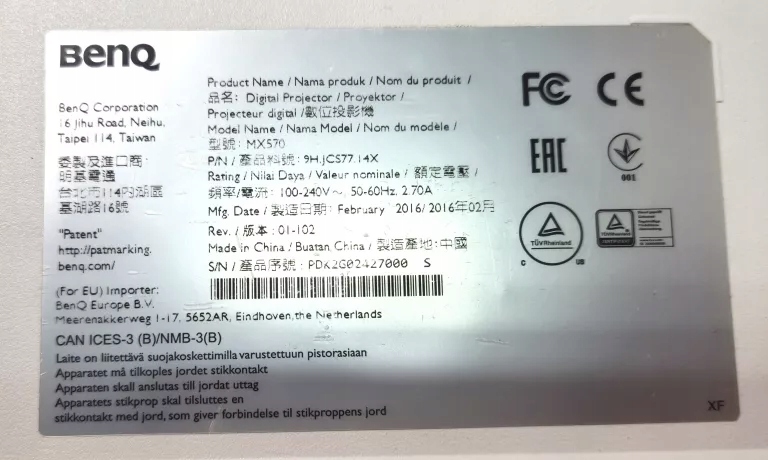 BenQ
BenQ Corporation
16 Jihu Road, Neihu,
Taipei 114, Taiwan
委製及進口商:
明基電通
台北市114內湖區
基湖路16號
"Patent"
http://patmarking.
benq.com/
(For EU) Importer:
BenQ Europe B.V.
Meerenakkerweg 1-17, 5652AR, Eindhoven, the Netherlands
Product Name / Nama produk / Nom du produit /
品名: Digital Projector / Proyektor /
Projecteur digital /數位投影機
Model Name / Nama Model / Nom du modèle /
型號: MX570
P/N / 產品料號: 9H.JCS77.14X
Rating / Nilai Daya / Valeur nominale / 額定電壓 /
頻率/電流: 100-240V ~, 50-60Hz, 2.70A
Mfg. Date / 製造日期: February 2016/2016年02月
Rev. / 版本 : 01-102
Made in China / Buatan China / 製造產地:中國
S/N / 產品序號 : PDK2G02427000 S
FC CE
EAC
001
TÜVRheinland
C US
TÜVRheinland
CAN ICES-3 (B)/NMB-3(B)
Laite on liitettävä suojakoskettimilla varustettuun pistorasiaan
Apparatet må tilkoples jordet stikkontakt
Apparaten skall anslutas till jordat uttag
Apparatets stikprop skal tilsluttes en
stikkontakt med jord, som giver forbindelse til stikproppens jord
XF